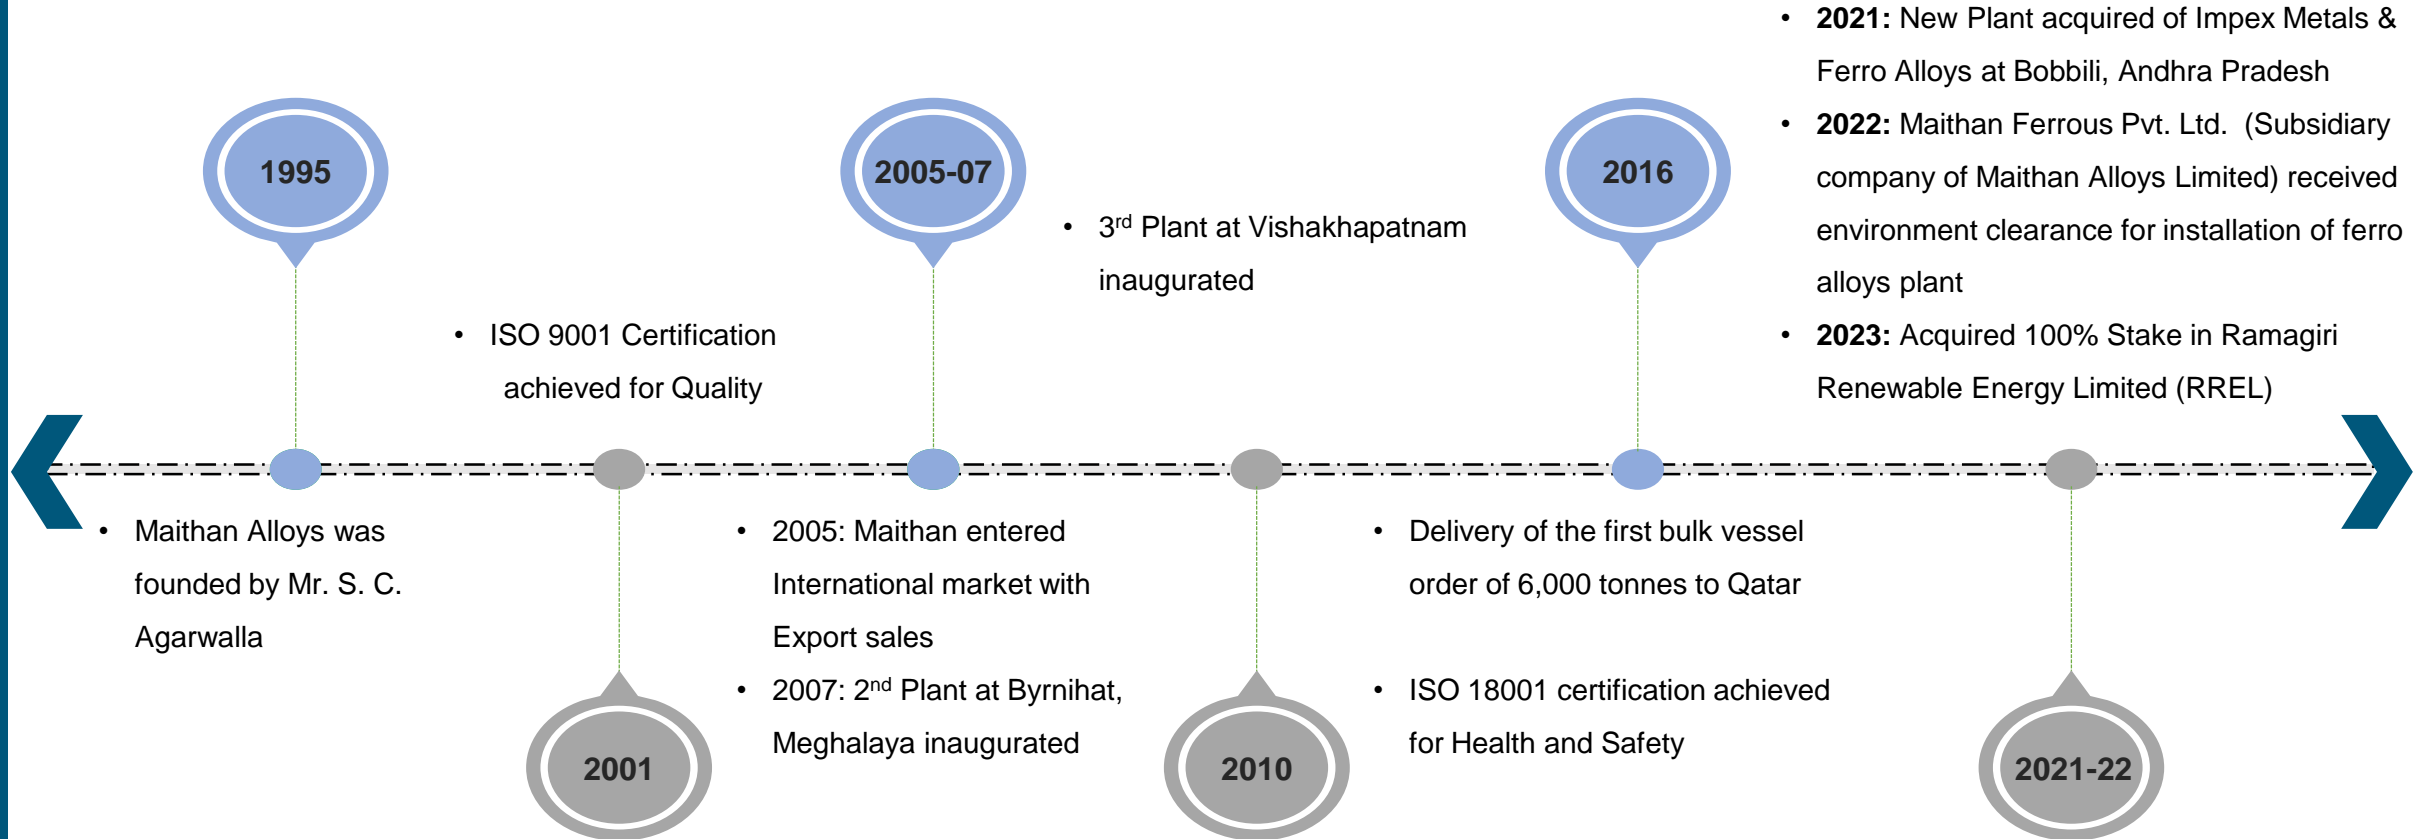 1995
• Maithan Alloys was
founded by Mr. S. C.
Agarwalla
• ISO 9001 Certification
achieved for Quality
2001
2005-07
• 2005: Maithan entered
International market with
Export sales
• 2007: 2nd Plant at Byrnihat,
Meghalaya inaugurated
• 3rd Plant at Vishakhapatnam
inaugurated
2010
2016
• Delivery of the first bulk vessel
order of 6,000 tonnes to Qatar
• ISO 18001 certification achieved
for Health and Safety
• 2021: New Plant acquired of Impex Metals &
Ferro Alloys at Bobbili, Andhra Pradesh
• 2022: Maithan Ferrous Pvt. Ltd. (Subsidiary
company of Maithan Alloys Limited) received
environment clearance for installation of ferro
alloys plant
• 2023: Acquired 100% Stake in Ramagiri
Renewable Energy Limited (RREL)
2021-22